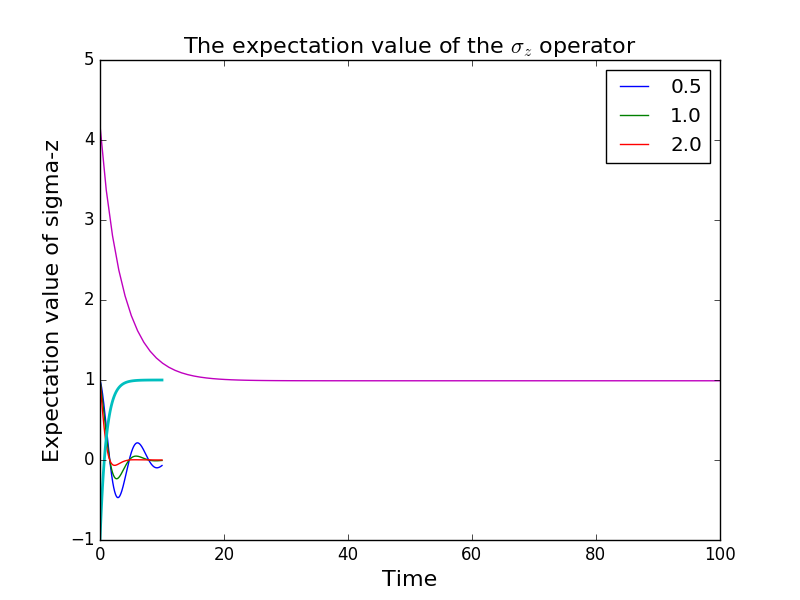 The expectation value of the σz operator
5
4
3
2
1
0
−1
Expectation value of sigma-z
0.5
1.0
2.0
0 20 40 60 80 100
Time